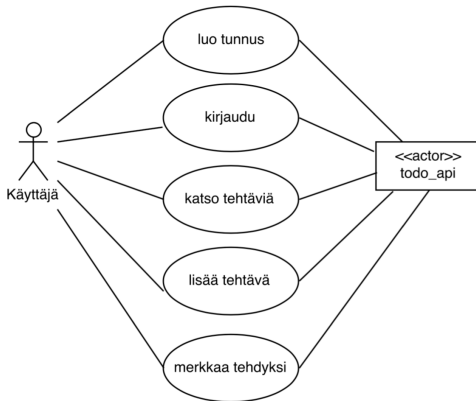 luo tunnus
kirjaudu
<<actor>>
todo_api
Käyttäjä
katso tehtäviä
lisää tehtävä
merkkaa tehdyksi